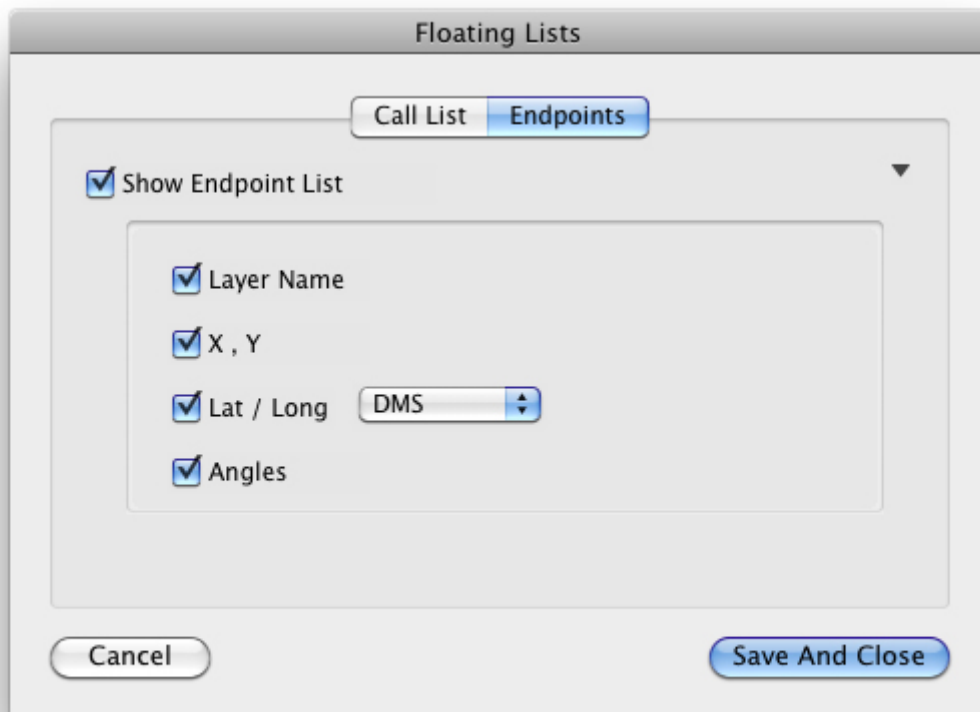 Floating Lists
Call List Endpoints
Show Endpoint List
Layer Name
X , Y
Lat / Long DMS
Angles
Cancel Save And Close